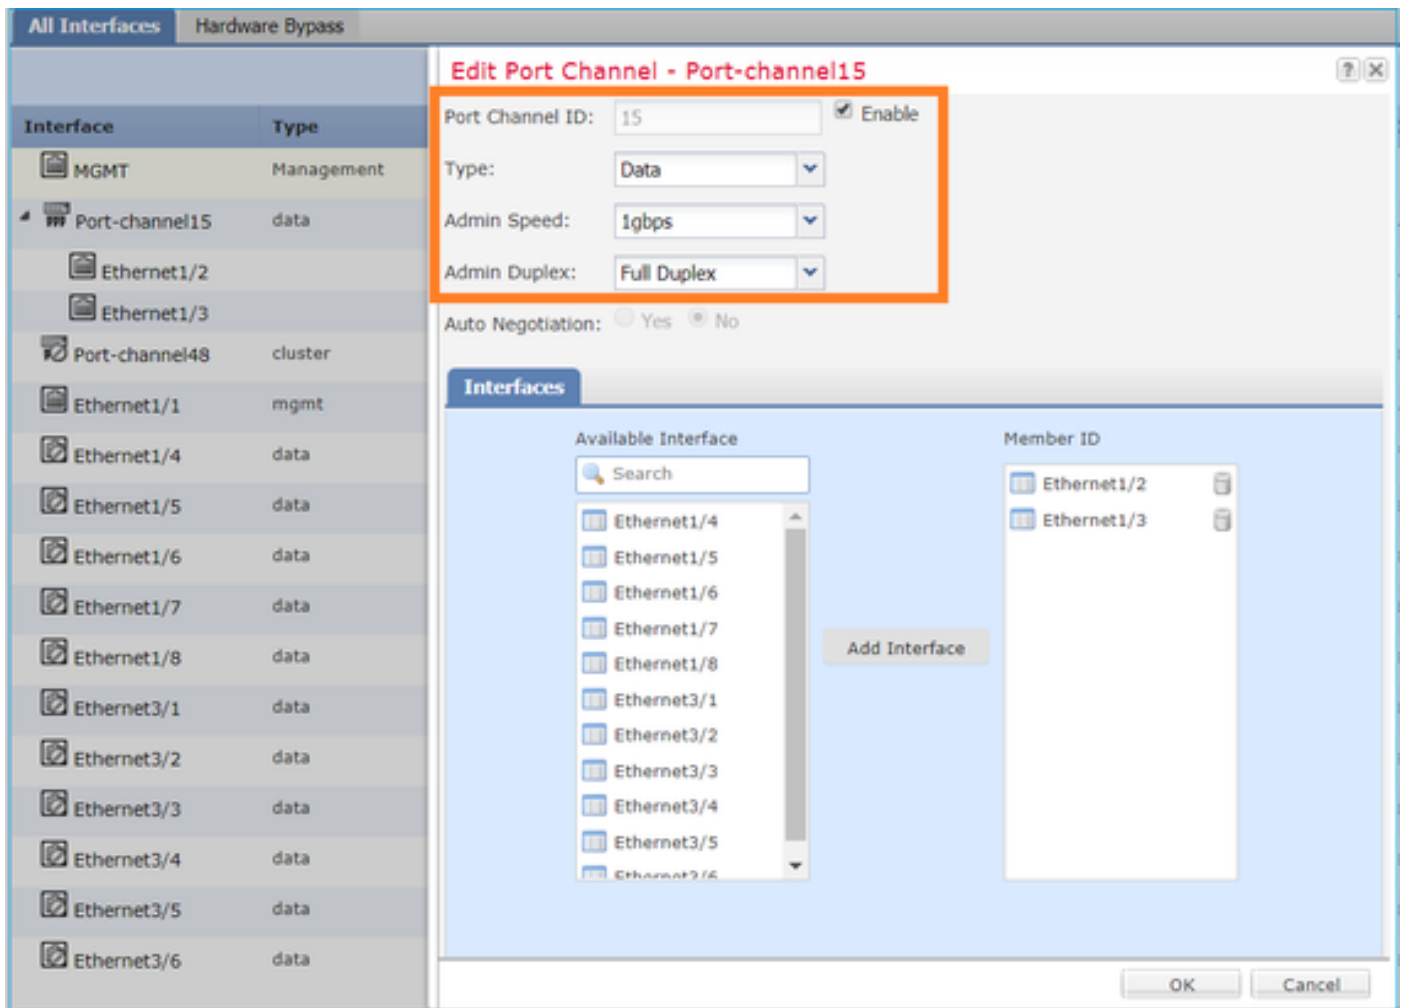 All Interfaces Hardware Bypass
Interface Type
MGMT Management
Port-channel15 data
Ethernet1/2
Ethernet1/3
Port-channel48 cluster
Ethernet1/1 mgmt
Ethernet1/4 data
Ethernet1/5 data
Ethernet1/6 data
Ethernet1/7 data
Ethernet1/8 data
Ethernet3/1 data
Ethernet3/2 data
Ethernet3/3 data
Ethernet3/4 data
Ethernet3/5 data
Ethernet3/6 data
Edit Port Channel - Port-channel15 ? X
Port Channel ID: 15 Enable
Type: Data
Admin Speed: 1gbps
Admin Duplex: Full Duplex
Auto Negotiation: Yes No
Interfaces
Available Interface
Search
Ethernet1/4
Ethernet1/5
Ethernet1/6
Ethernet1/7
Ethernet1/8
Ethernet3/1
Ethernet3/2
Ethernet3/3
Ethernet3/4
Ethernet3/5
Ethernet3/6
Add Interface
Member ID
Ethernet1/2
Ethernet1/3
OK Cancel